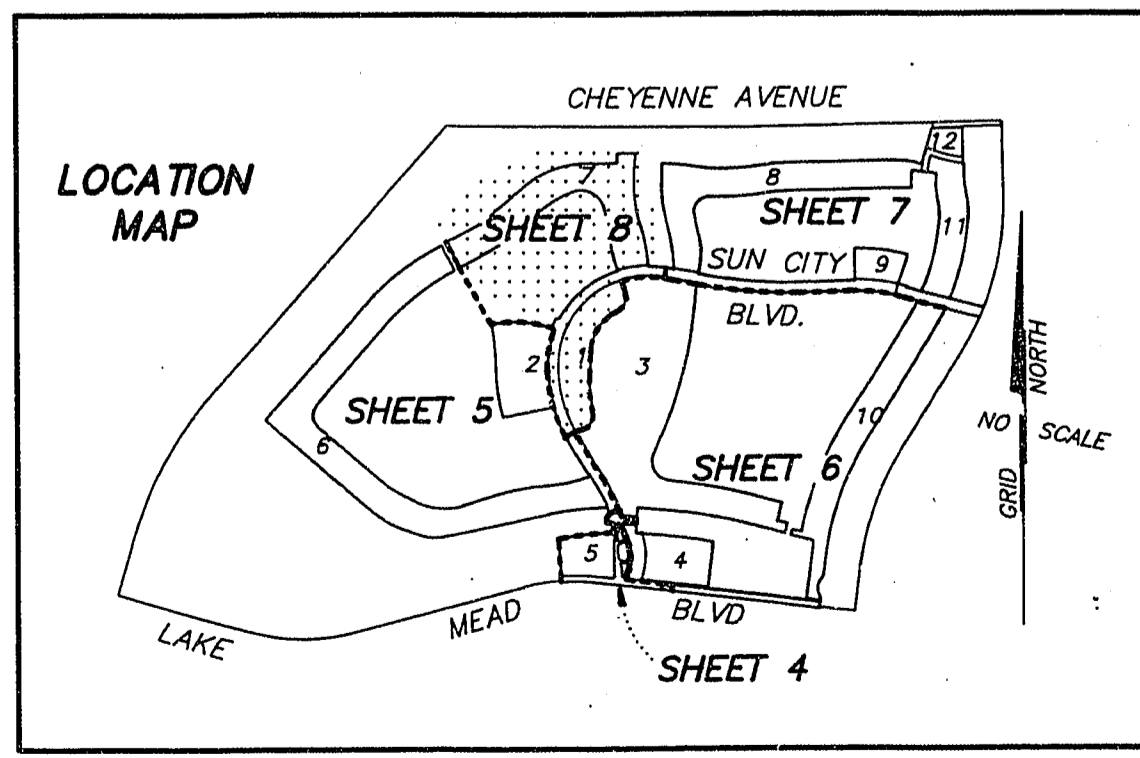 CHEYENNE AVENUE
LOCATION
MAP
12
7
8
SHEET 7
SHEET 8
11
SUN CITY
9
BLVD.
2
1
3
NORTH
SHEET 5
10
NO SCALE
6
SHEET 6
GRID
5
4
MEAD
BLVD
LAKE
SHEET 4